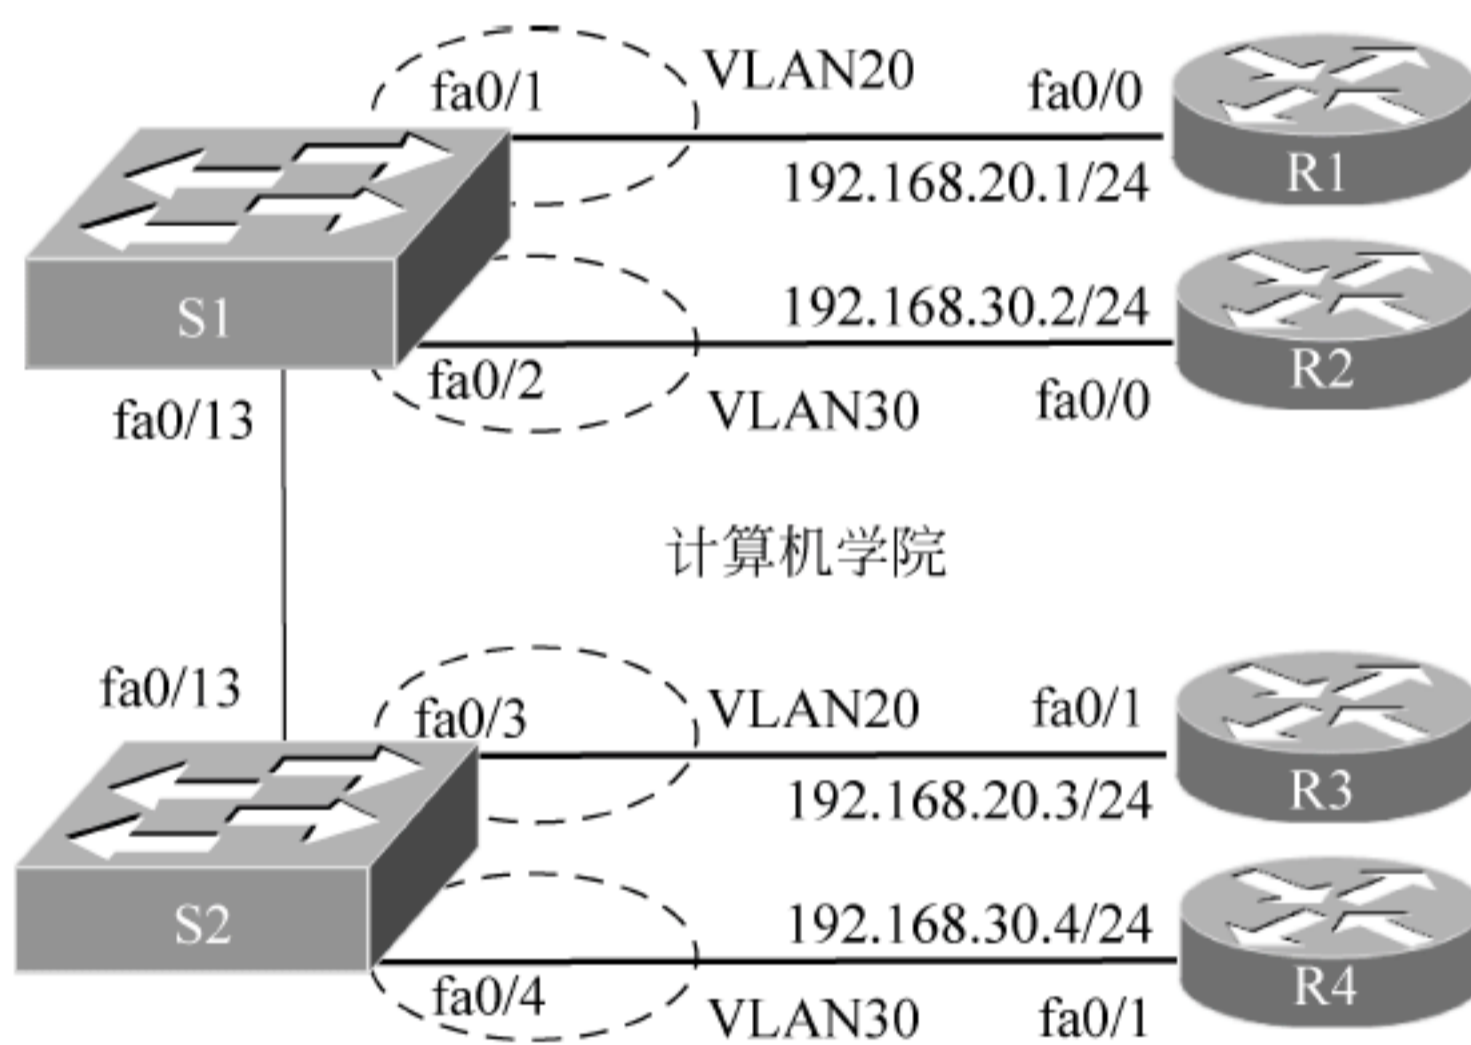 fa0/1 VLAN20 fa0/0
192.168.20.1/24
R1
S1
192.168.30.2/24
R2
fa0/2 VLAN30 fa0/0
fa0/13
计算机学院
fa0/13
fa0/3 VLAN20 fa0/1
192.168.20.3/24
R3
S2
192.168.30.4/24
R4
fa0/4 VLAN30 fa0/1